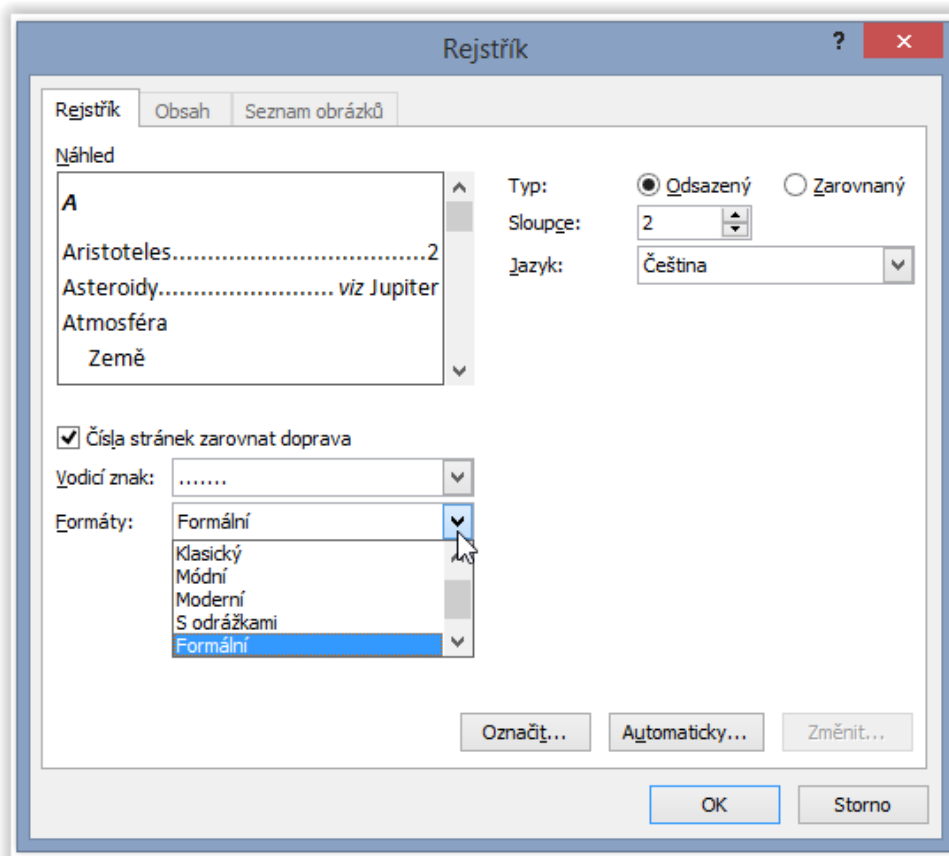 Rejstřík
?
Rejstřík Obsah Seznam obrázků
Náhled
A
Aristoteles..................................2
Asteroidy........................ viz Jupiter
Atmosféra
Země
Typ: Odsazený Zarovnaný
Sloupce: 2
Jazyk: Čeština
Čísla stránek zarovnat doprava
Vodicí znak: .......
Formáty: Formální
Klasický
Módní
Moderní
S odrážkami
Formální
Označit... Automaticky... Změnit...
OK Storno